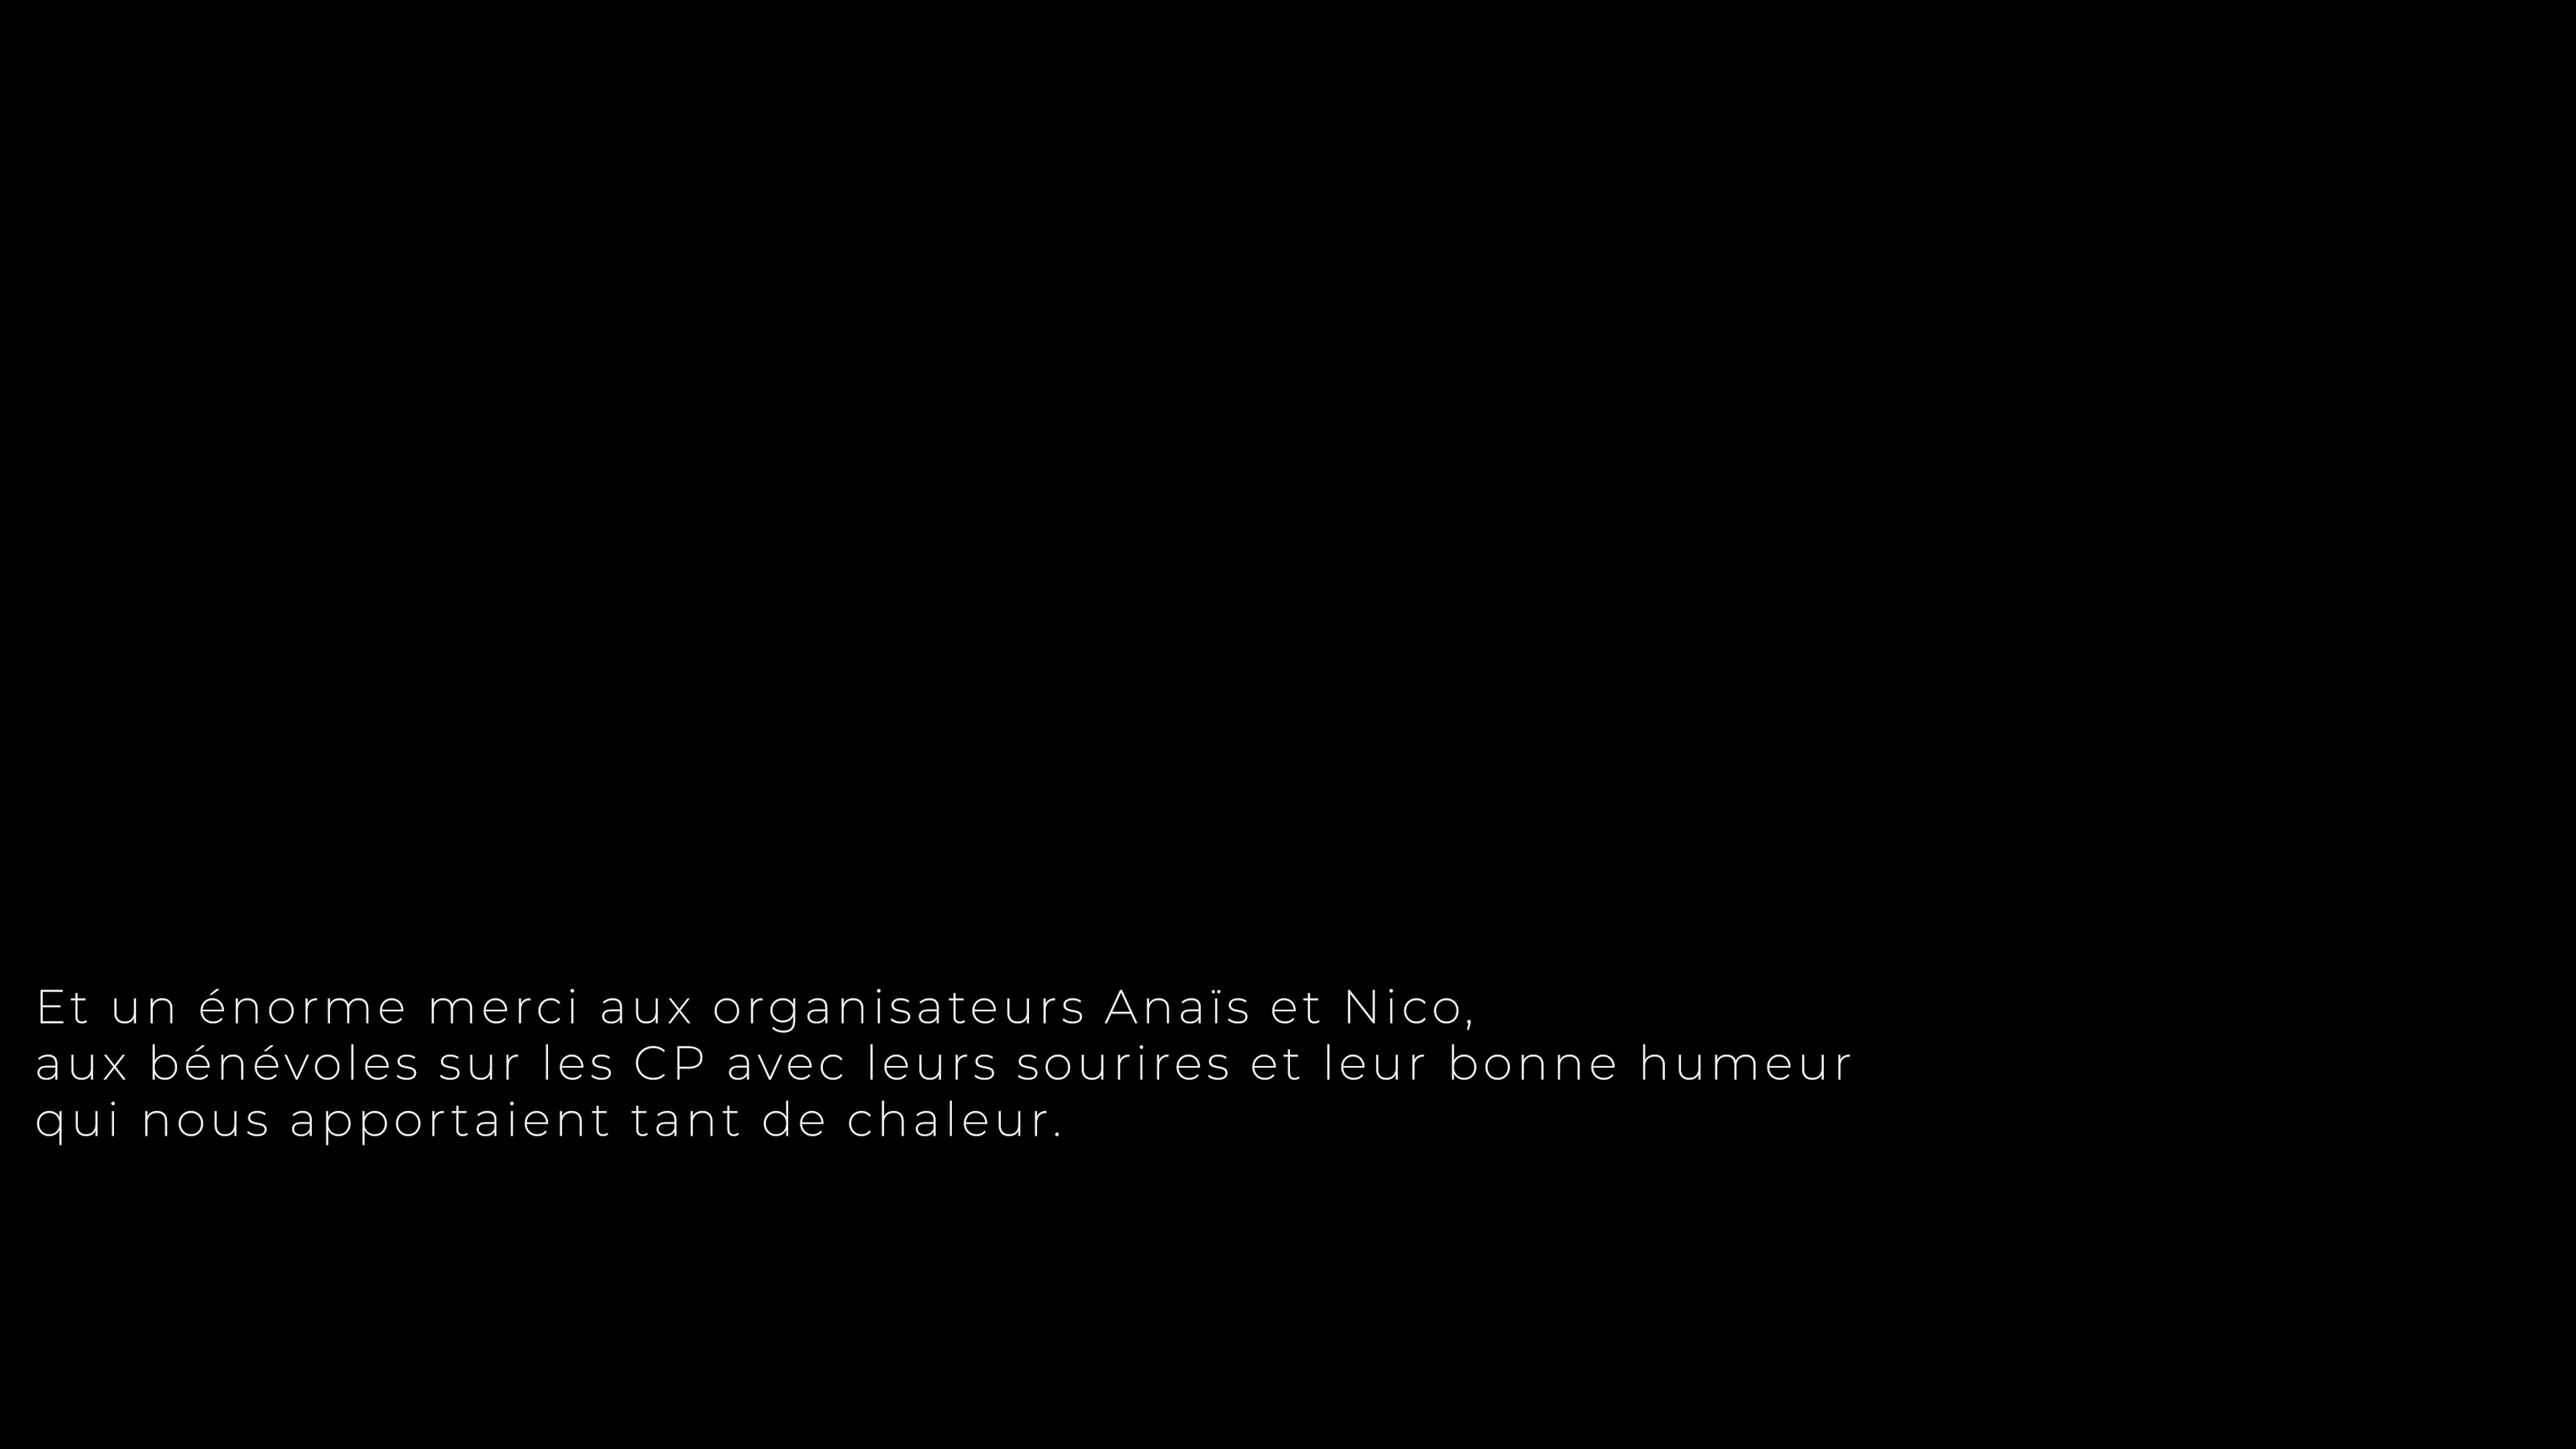 Et un énorme merci aux organisateurs Anaïs et Nico,
aux bénévoles sur les CP avec leurs sourires et leur bonne humeur
qui nous apportaient tant de chaleur.